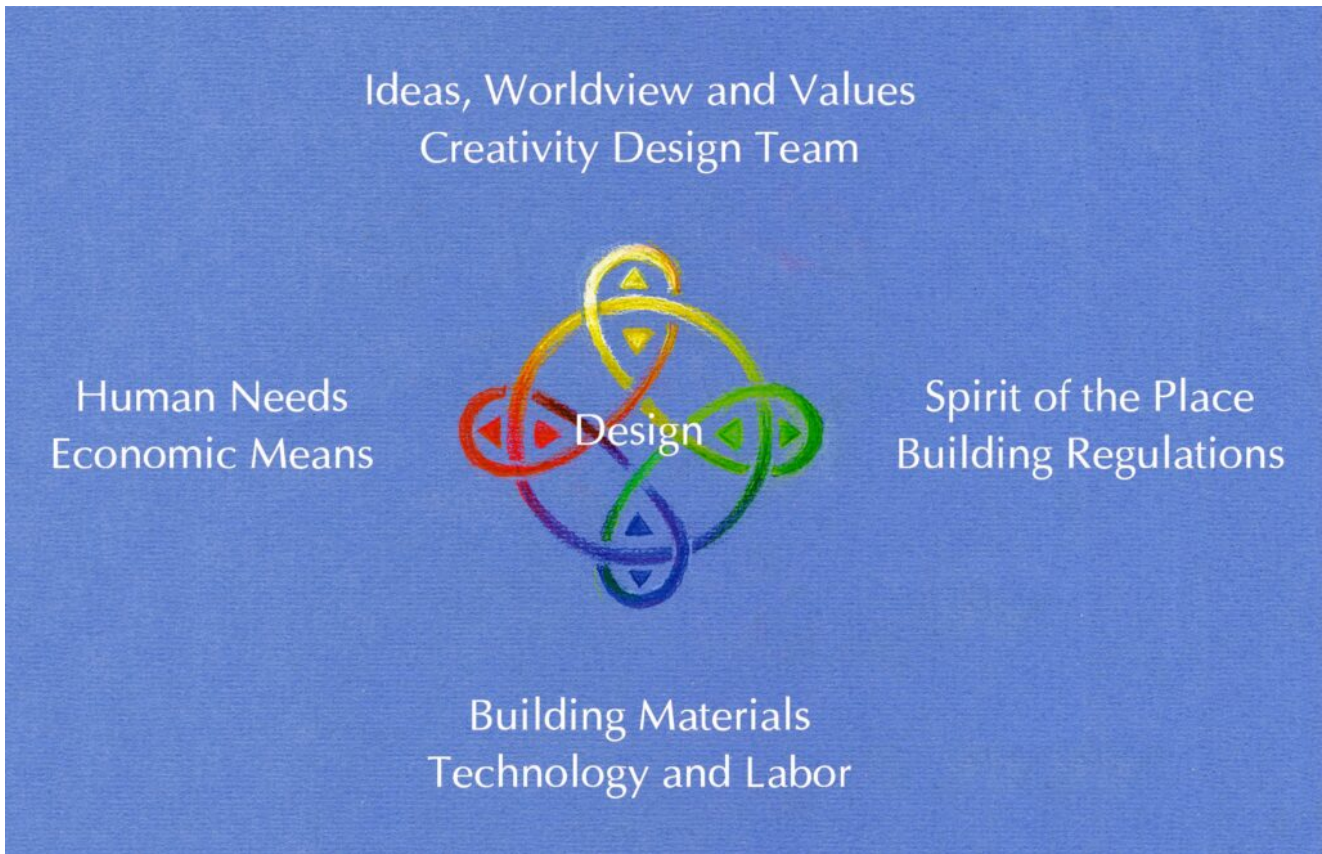 Ideas, Worldview and Values
Creativity Design Team
Human Needs
Economic Means
Design
Spirit of the Place
Building Regulations
Building Materials
Technology and Labor